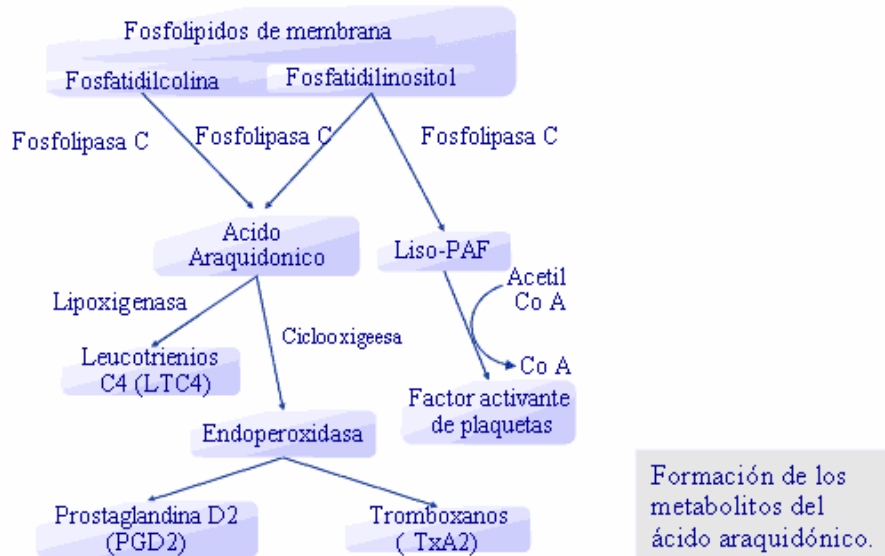 Fosfolipidos de membrana
Fosfatidilcolina
Fosfatidilinositol
Fosfolipasa C
Fosfolipasa C
Fosfolipasa C
Acido
Araquidonico
Liso-PAF
Acetil
Co A
Lipoxigenasa
Ciclooxigeesa
Co A
Leucotrienios
C4 (LTC4)
Factor activante
de plaquetas
Endoperoxidasa
Prostaglandina D2
(PGD2)
Tromboxanos
( TxA2)
Formación de los
metabolitos del
ácido araquidónico.